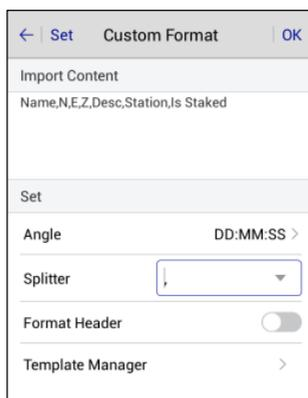 ← | Set Custom Format | OK
Import Content
Name,N,E,Z,Desc,Station,Is Staked
Set
Angle DD:MM:SS >
Splitter ,
Format Header
Template Manager >